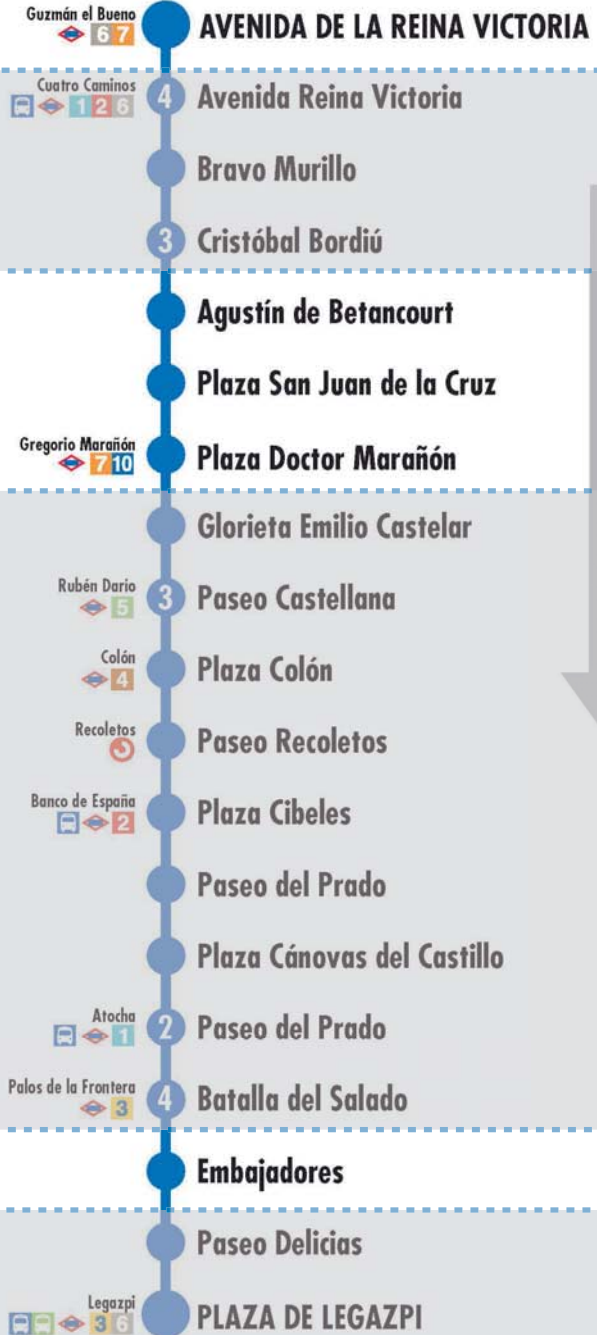 Guzmán el Bueno
6 7
AVENIDA DE LA REINA VICTORIA
Cuatro Caminos
1 2 6
4
Avenida Reina Victoria
Bravo Murillo
3
Cristóbal Bordiú
Agustín de Betancourt
Plaza San Juan de la Cruz
Gregorio Marañón
7 10
Plaza Doctor Marañón
Glorieta Emilio Castelar
Rubén Darío
5
3
Paseo Castellana
Colón
4
Plaza Colón
Recoletos
Paseo Recoletos
Banco de España
2
Plaza Cibeles
Paseo del Prado
Plaza Cánovas del Castillo
Atocha
1
2
Paseo del Prado
Palos de la Frontera
3
4
Batalla del Salado
Embajadores
Paseo Delicias
Legazpi
3 6
PLAZA DE LEGAZPI